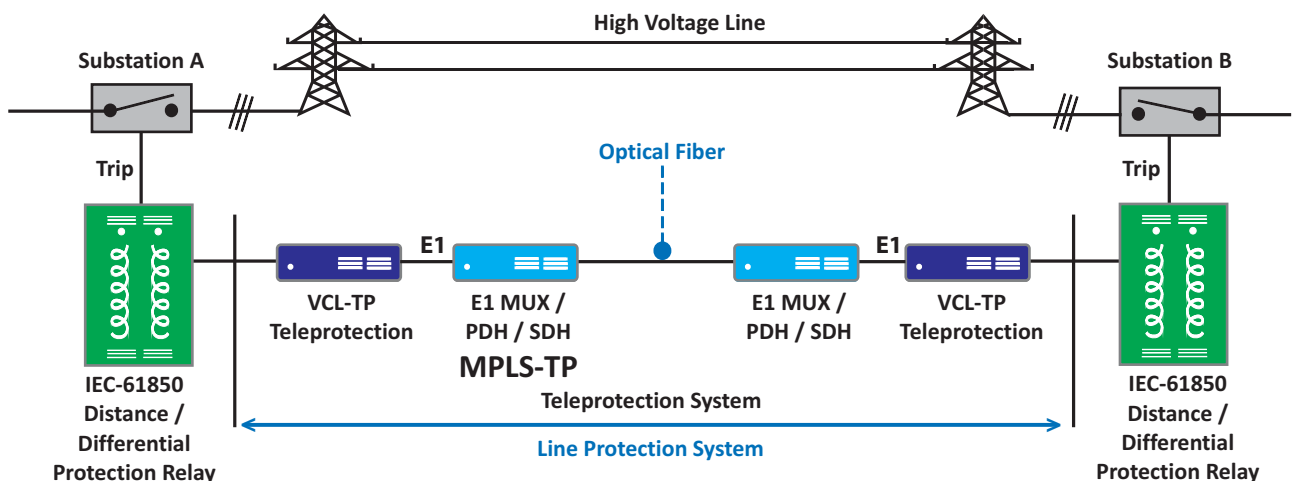 High Voltage Line
Substation A
Substation B
Optical Fiber
Trip
Trip
E1
E1
VCL-TP
Teleprotection
E1 MUX /
PDH / SDH
MPLS-TP
E1 MUX /
PDH / SDH
VCL-TP
Teleprotection
IEC-61850
Distance /
Differential
Protection Relay
Teleprotection System
Line Protection System
IEC-61850
Distance /
Differential
Protection Relay